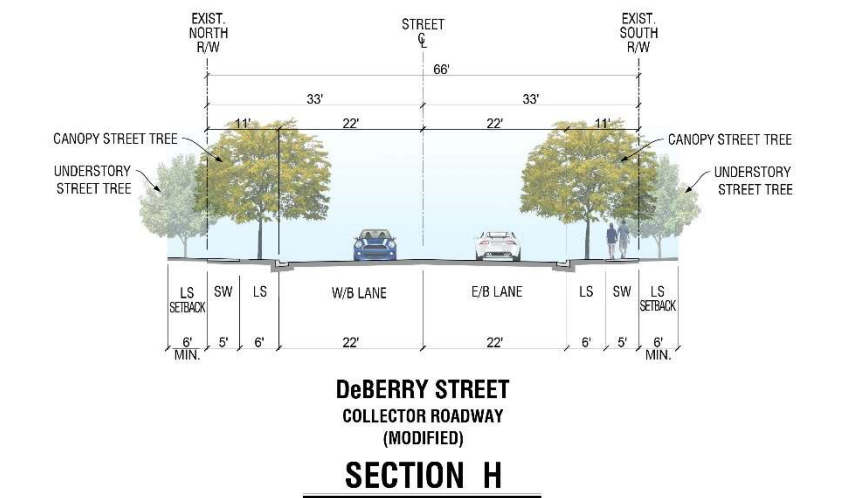 EXIST.
NORTH
R/W
STREET
℄
EXIST.
SOUTH
R/W
66'
33'
33'
11'
22'
22'
11'
CANOPY STREET TREE
CANOPY STREET TREE
UNDERSTORY
STREET TREE
UNDERSTORY
STREET TREE
LS
SETBACK
SW
LS
W/B LANE
E/B LANE
LS
SW
LS
SETBACK
6'
MIN.
5'
6'
22'
22'
6'
5'
6'
MIN.
DeBERRY STREET
COLLECTOR ROADWAY
(MODIFIED)
SECTION H